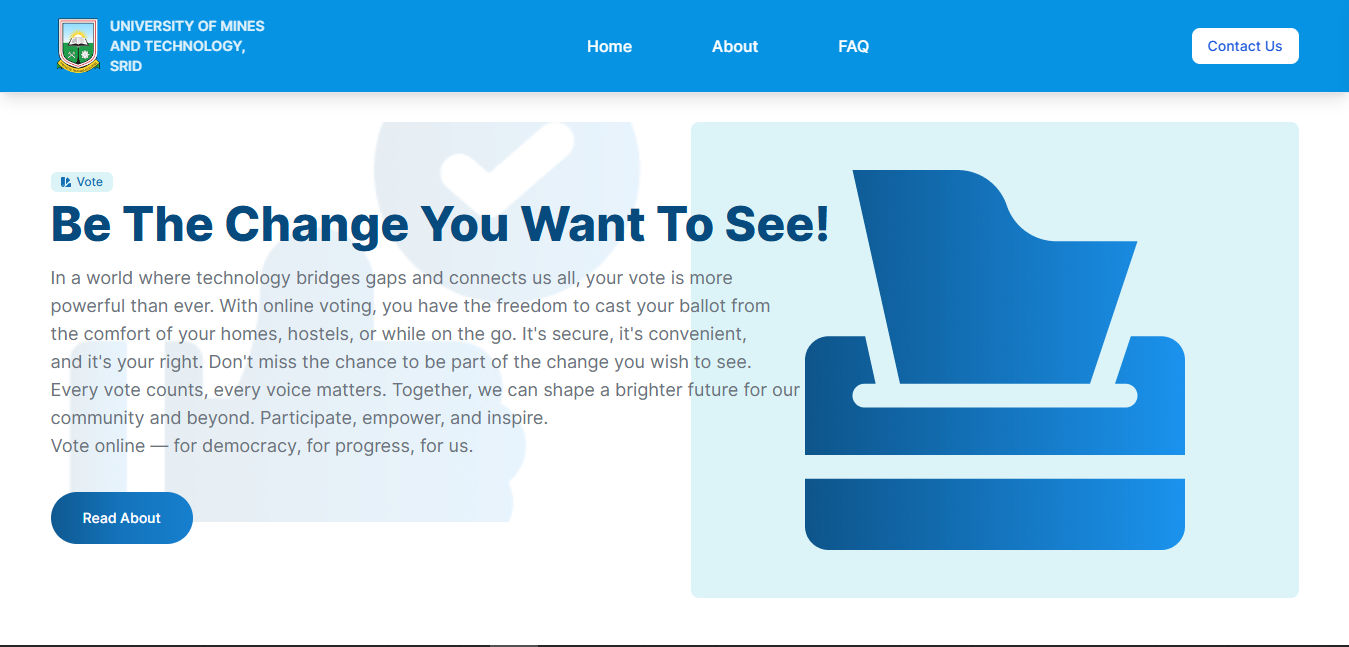 UNIVERSITY OF MINES
AND TECHNOLOGY,
SRID
Home
About
FAQ
Contact Us
Vote
Be The Change You Want To See!
In a world where technology bridges gaps and connects us all, your vote is more
powerful than ever. With online voting, you have the freedom to cast your ballot from
the comfort of your homes, hostels, or while on the go. It's secure, it's convenient,
and it's your right. Don't miss the chance to be part of the change you wish to see.
Every vote counts, every voice matters. Together, we can shape a brighter future for our
community and beyond. Participate, empower, and inspire.
Vote online — for democracy, for progress, for us.
Read About